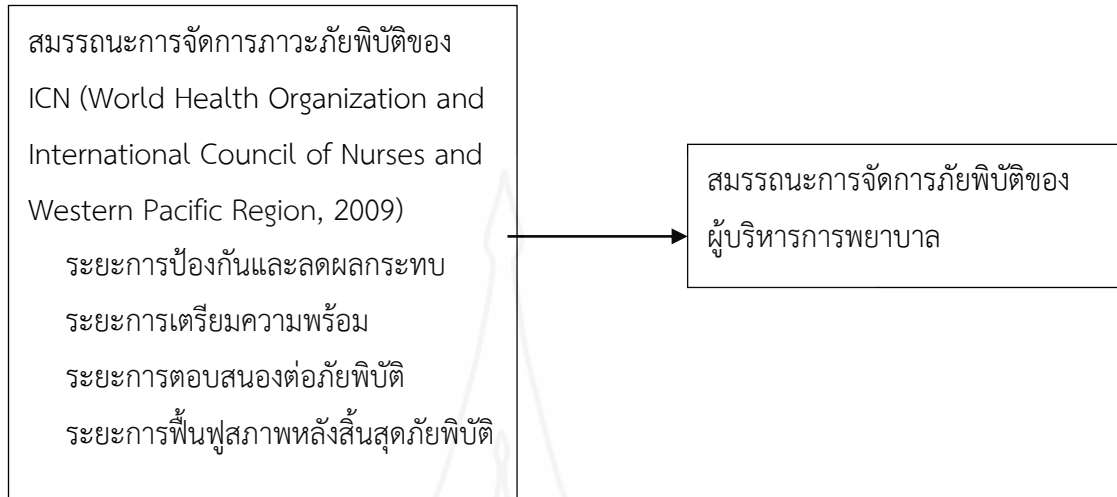 สมรรถนะการจัดการภาวะภัยพิบัติของ
ICN (World Health Organization and
International Council of Nurses and
Western Pacific Region, 2009)
ระยะการป้องกันและลดผลกระทบ
ระยะการเตรียมความพร้อม
ระยะการตอบสนองต่อภัยพิบัติ
ระยะการฟื้นฟูสภาพหลังสิ้นสุดภัยพิบัติ
สมรรถนะการจัดการภัยพิบัติของ
ผู้บริหารการพยาบาล